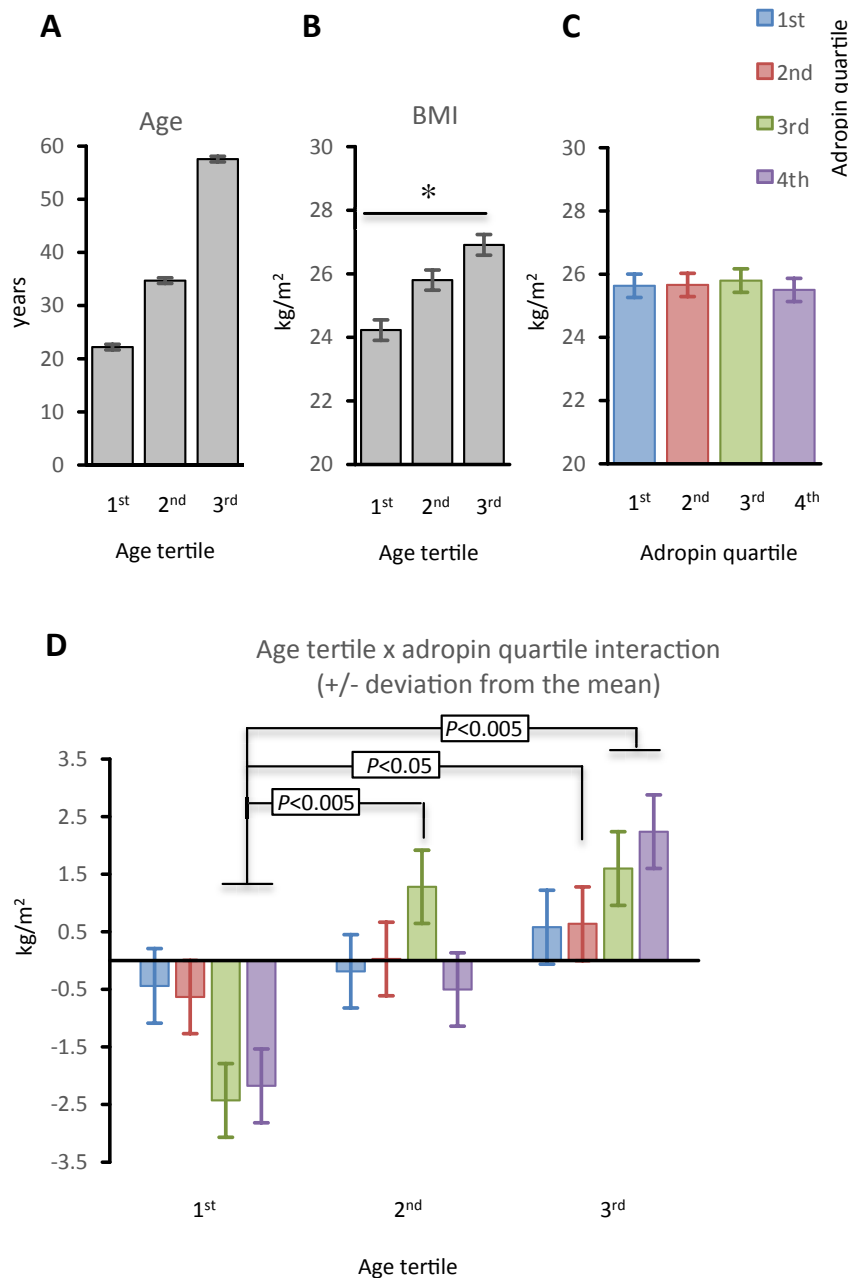 A
B
C
1st
2nd
3rd
4th
Adropin quartile
Age
years
60
50
40
30
20
10
0
1st 2nd 3rd
Age tertile
BMI
*
kg/m2
30
28
26
24
22
20
1st 2nd 3rd
Age tertile
kg/m2
30
28
26
24
22
20
1st 2nd 3rd 4th
Adropin quartile
D
Age tertile x adropin quartile interaction
(+/- deviation from the mean)
P<0.005
P<0.05
P<0.005
kg/m2
3.5
2.5
1.5
0.5
-0.5
-1.5
-2.5
-3.5
1st 2nd 3rd
Age tertile